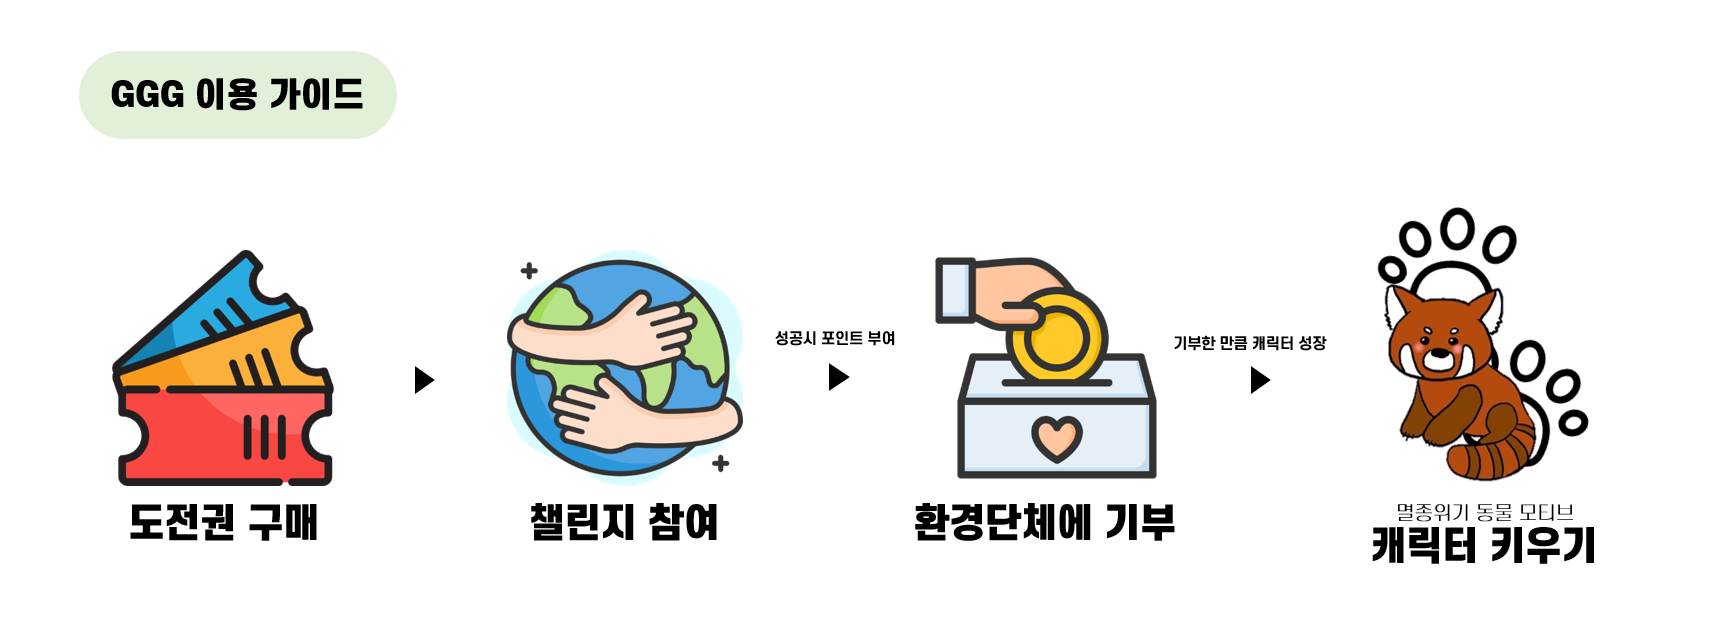 GGG 이용 가이드
도전권 구매
챌린지 참여
성공시 포인트 부여
환경단체에 기부
기부한 만큼 캐릭터 성장
멸종위기 동물 모티브
캐릭터 키우기